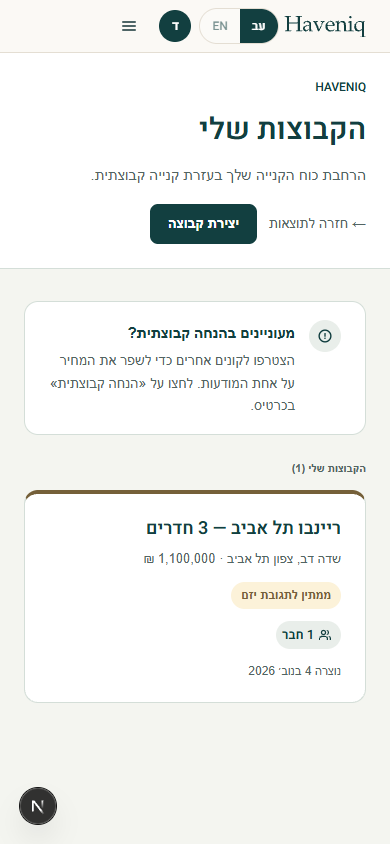 Haveniq
עב
EN
ד
HAVENIQ
הקבוצות שלי
הרחבת כוח הקנייה שלך בעזרת קנייה קבוצתית.
← חזרה לתוצאות
יצירת קבוצה
מעוניינים בהנחה קבוצתית?
הצטרפו לקונים אחרים כדי לשפר את המחיר
על אחת המודעות. לחצו על «הנחה קבוצתית»
בכרטיס.
הקבוצות שלי (1)
ריינבו תל אביב — 3 חדרים
שדה דב, צפון תל אביב · 1,100,000 ₪
ממתין לתגובת יזם
1 חבר
נוצרה 4 בנוב׳ 2026
N